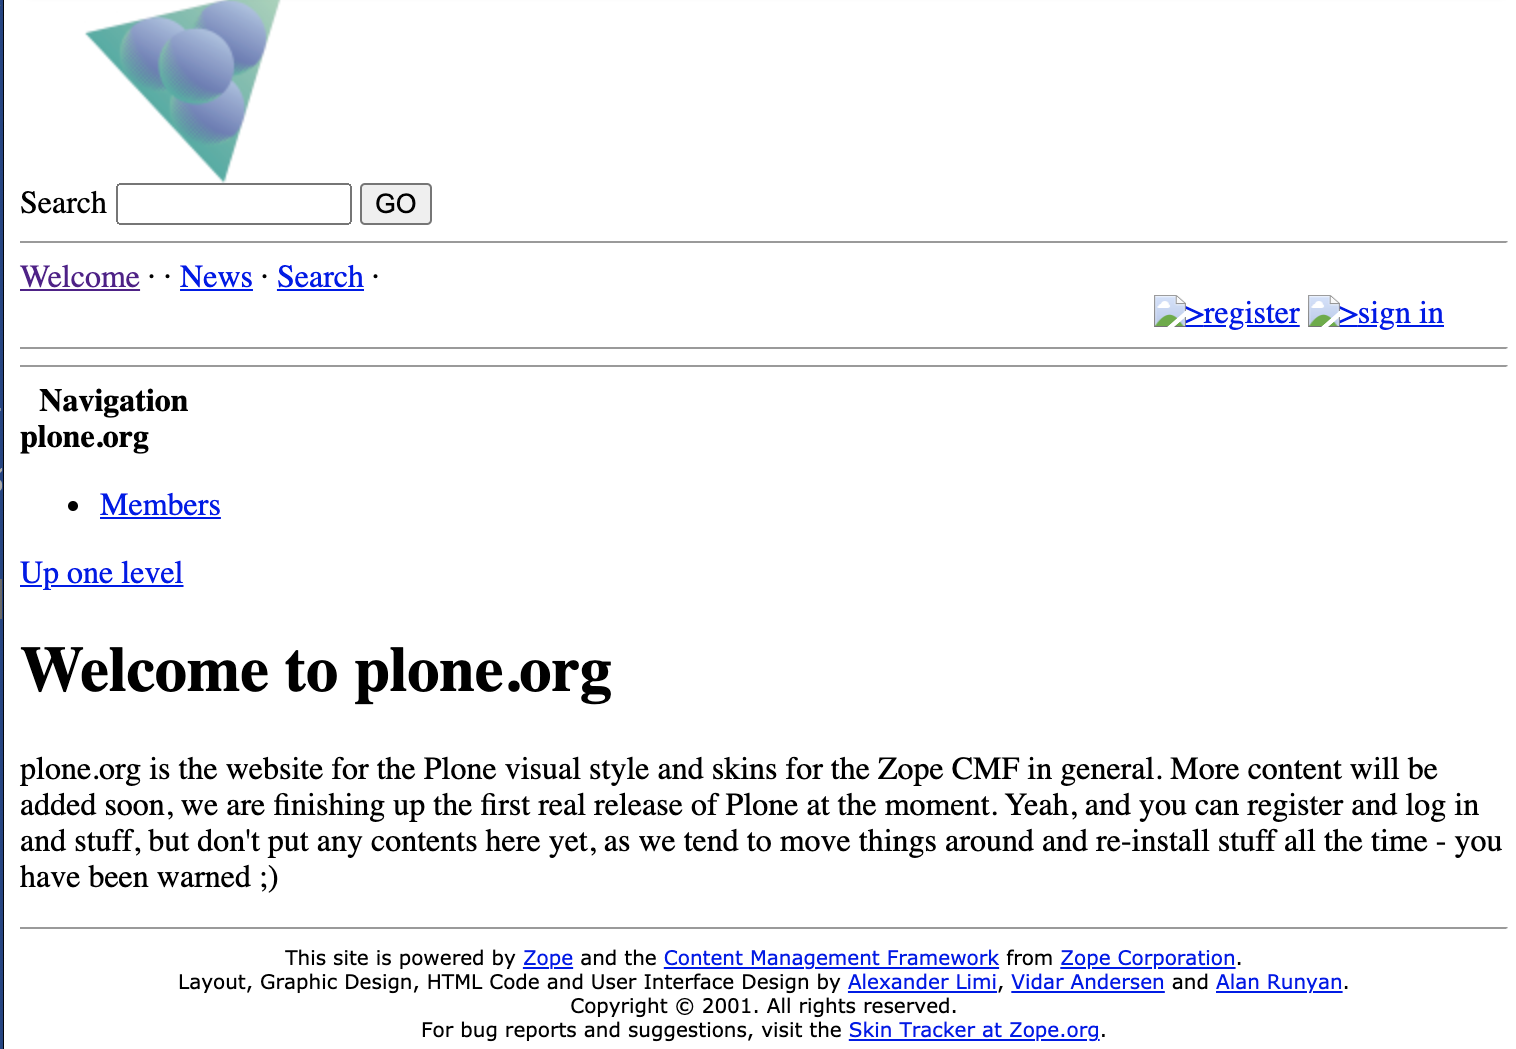 Search GO
Welcome · · News · Search ·
>register >sign in
Navigation
plone.org
• Members
Up one level
Welcome to plone.org
plone.org is the website for the Plone visual style and skins for the Zope CMF in general. More content will be
added soon, we are finishing up the first real release of Plone at the moment. Yeah, and you can register and log in
and stuff, but don't put any contents here yet, as we tend to move things around and re-install stuff all the time - you
have been warned ;)
This site is powered by Zope and the Content Management Framework from Zope Corporation.
Layout, Graphic Design, HTML Code and User Interface Design by Alexander Limi, Vidar Andersen and Alan Runyan.
Copyright © 2001. All rights reserved.
For bug reports and suggestions, visit the Skin Tracker at Zope.org.